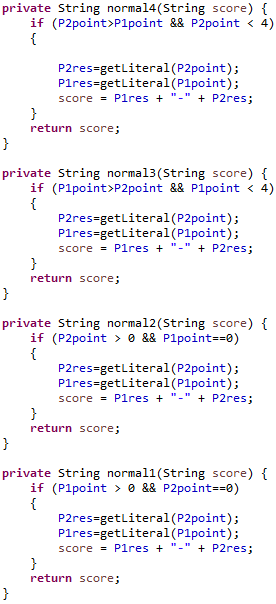 private String normal4(String score) {
    if (P2point>P1point && P2point < 4)
    {

        P2res=getLiteral(P2point);
        P1res=getLiteral(P1point);
        score = P1res + "-" + P2res;
    }
    return score;
}

private String normal3(String score) {
    if (P1point>P2point && P1point < 4)
    {
        P2res=getLiteral(P2point);
        P1res=getLiteral(P1point);
        score = P1res + "-" + P2res;
    }
    return score;
}

private String normal2(String score) {
    if (P2point > 0 && P1point==0)
    {
        P2res=getLiteral(P2point);
        P1res=getLiteral(P1point);
        score = P1res + "-" + P2res;
    }
    return score;
}

private String normal1(String score) {
    if (P1point > 0 && P2point==0)
    {
        P2res=getLiteral(P2point);
        P1res=getLiteral(P1point);
        score = P1res + "-" + P2res;
    }
    return score;
}